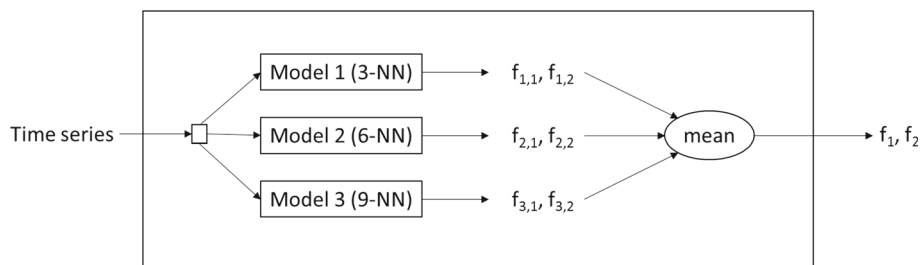 Time series
Model 1 (3-NN)
f1,1, f1,2
Model 2 (6-NN)
f2,1, f2,2
Model 3 (9-NN)
f3,1, f3,2
mean
f1, f2